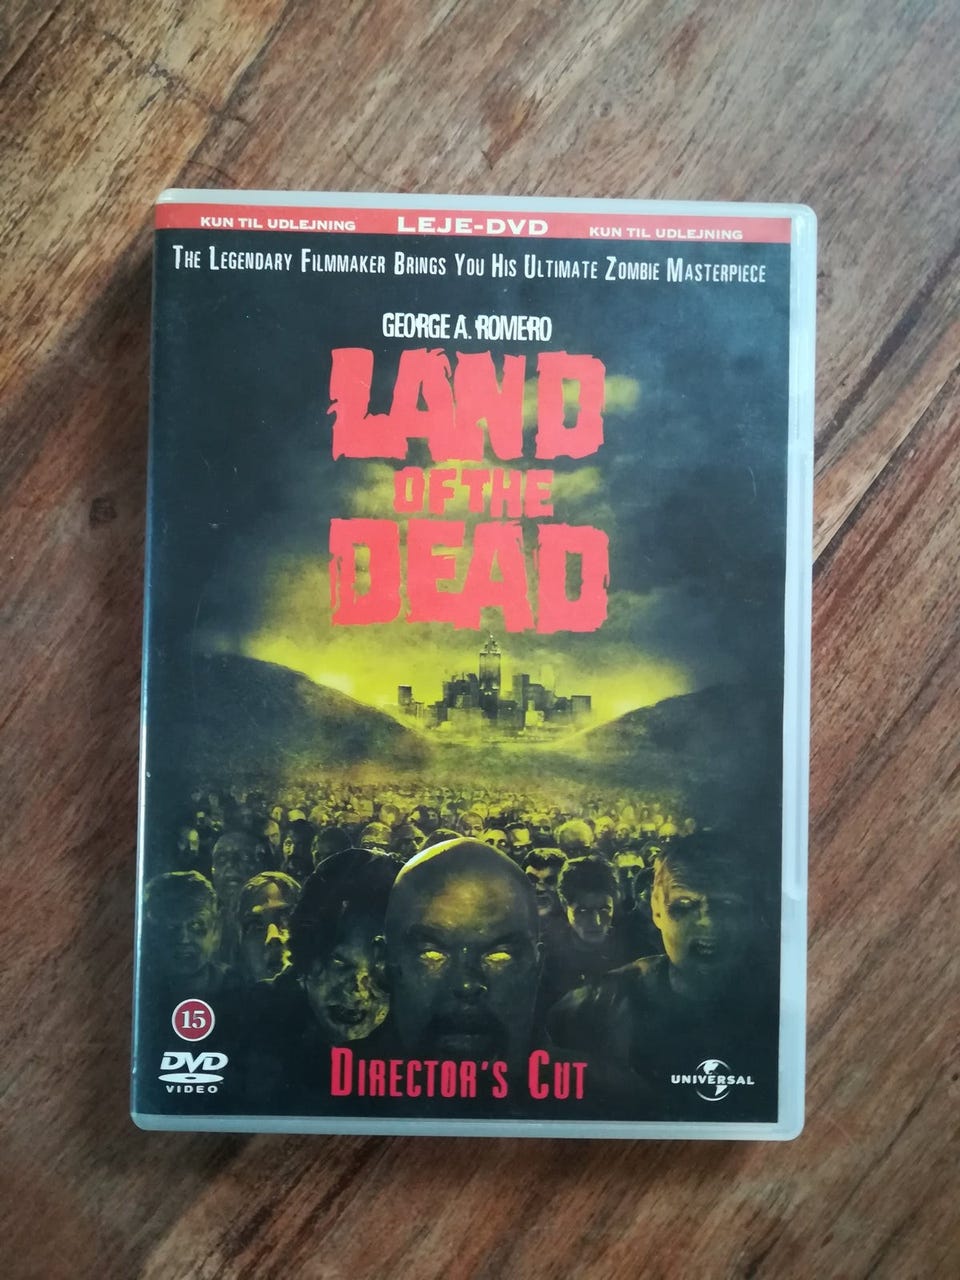 KUN TIL UDLEJNING LEJE-DVD KUN TIL UDLEJNING
THE LEGENDARY FILMMAKER BRINGS YOU HIS ULTIMATE ZOMBIE MASTERPIECE
GEORGE A. ROMERO
LAND
OF THE
DEAD
15
DVD
VIDEO
DIRECTOR'S CUT
UNIVERSAL